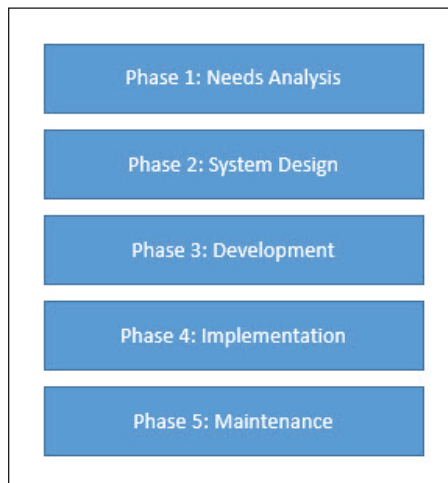 Phase 1: Needs Analysis
Phase 2: System Design
Phase 3: Development
Phase 4: Implementation
Phase 5: Maintenance